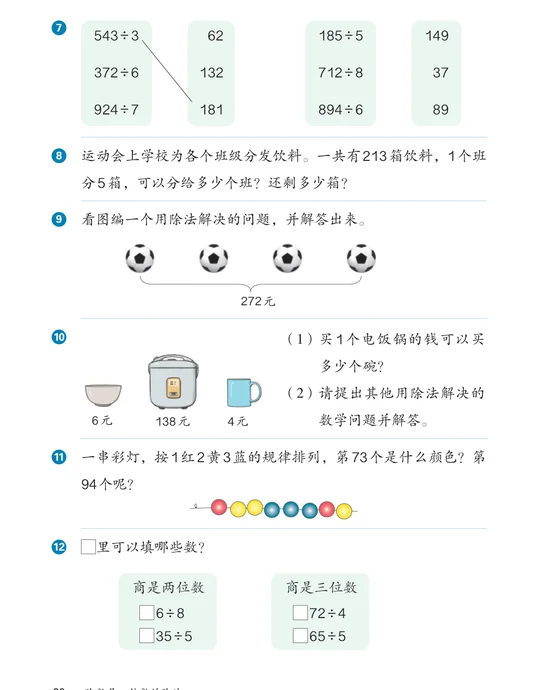 7
543÷3 62 185÷5 149
372÷6 132 712÷8 37
924÷7 181 894÷6 89
8 运动会上学校为各个班级分发饮料。一共有213箱饮料，1个班
分5箱，可以分给多少个班？还剩多少箱？
9 看图编一个用除法解决的问题，并解答出来。
272元
10
（1）买1个电饭锅的钱可以买
多少个碗？
（2）请提出其他用除法解决的
数学问题并解答。
6元 138元 4元
11 一串彩灯，按1红2黄3蓝的规律排列，第73个是什么颜色？第
94个呢？
12 □里可以填哪些数？
商是两位数 商是三位数
□6÷8 □72÷4
□35÷5 □65÷5